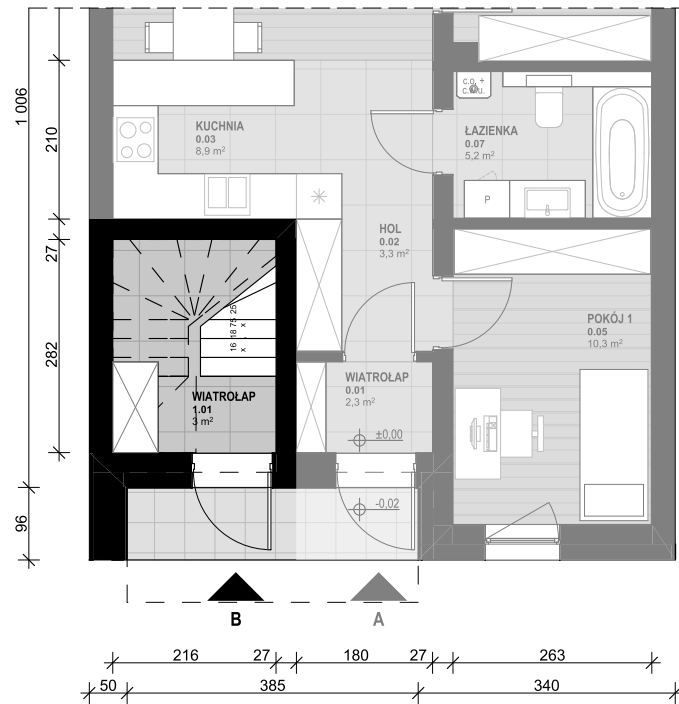 c.o. +
c.w.u.
KUCHNIA
0.03
8,9 m²
ŁAZIENKA
0.07
5,2 m²
P
HOL
0.02
3,3 m²
POKÓJ 1
0.05
10,3 m²
WIATROŁAP
0.01
2,3 m²
WIATROŁAP
1.01
3 m²
16 x 18,75 x 25
±0,00
-0,02
B
A
1 006
210
27
282
96
216
27
180
27
263
50
385
340